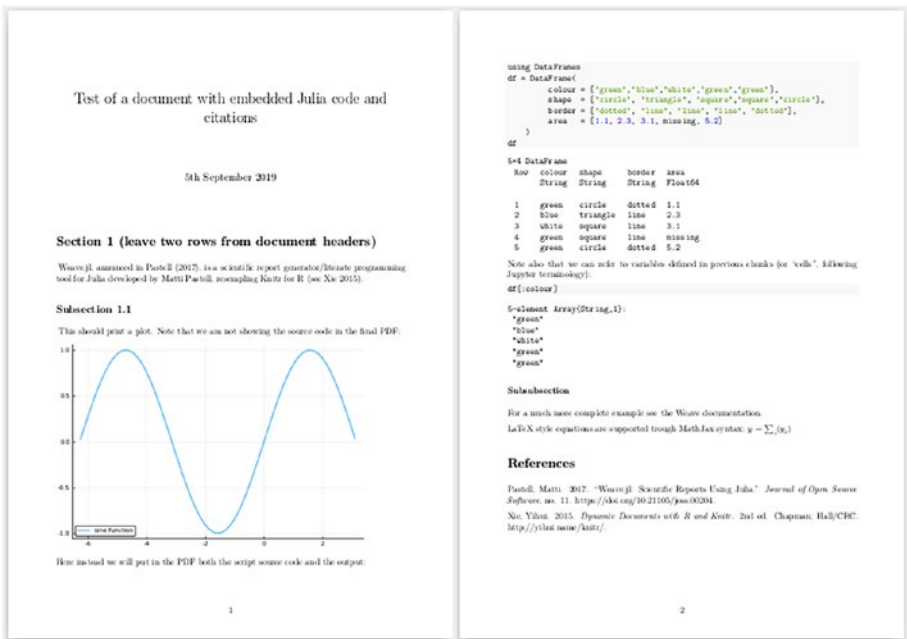 Test of a document with embedded Julia code and
citations
5th September 2019
Section 1 (leave two rows from document headers)
Weave.jl, announced in Pastell (2017), is a scientific report generator/literate programming
tool for Julia developed by Matti Pastell, resempling Knitr for R (see Xie 2015).
Subsection 1.1
This should print a plot. Note that we am not showing the source code in the final PDF:
1.0
0.5
0.0
-0.5
-1.0
sine function
-6
-4
-2
0
2
Here instead we will put in the PDF both the script source code and the output:
1
using DataFrames
df = DataFrame(
colour = ["green","blue","white","green","green"],
shape = ["circle", "triangle", "square","square","circle"],
border = ["dotted", "line", "line", "line", "dotted"],
area = [1.1, 2.3, 3.1, missing, 5.2]
)
df
5×4 DataFrame
Row colour shape border area
String String String Float64
1 green circle dotted 1.1
2 blue triangle line 2.3
3 white square line 3.1
4 green square line missing
5 green circle dotted 5.2
Note also that we can refer to variables defined in previous chunks (or "cells", following
Jupyter terminology):
df[:colour]
5-element Array{String,1}:
"green"
"blue"
"white"
"green"
"green"
Subsubsection
For a much more complete example see the Weave documentation.
LaTeX style equations are supported trough MathJax syntax: y = ∑ᵢ(yᵢ)
References
Pastell, Matti. 2017. "Weave.jl: Scientific Reports Using Julia." Journal of Open Source
Software, no. 11. https://doi.org/10.21105/joss.00204.
Xie, Yihui. 2015. Dynamic Documents with R and Knitr. 2nd ed. Chapman; Hall/CRC.
http://yihui.name/knitr/.
2